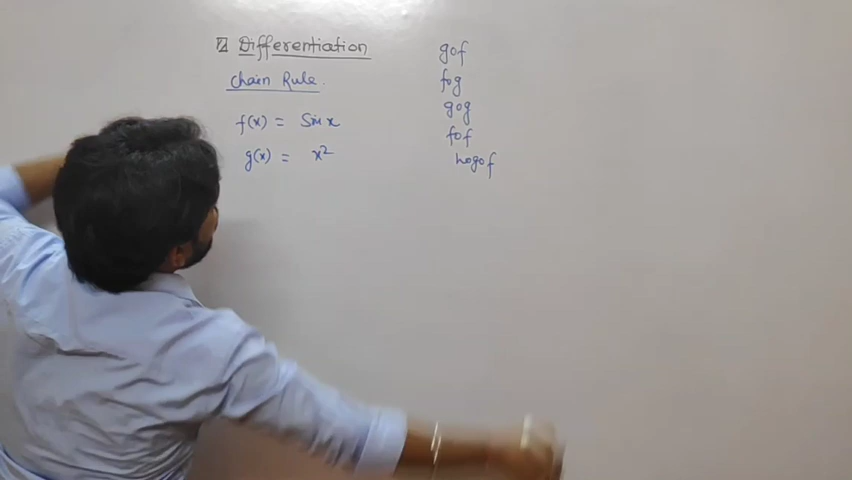 Differentiation
Chain Rule.
f(x) = Sin x
g(x) = x²
gof
fog
gog
fof
hogof